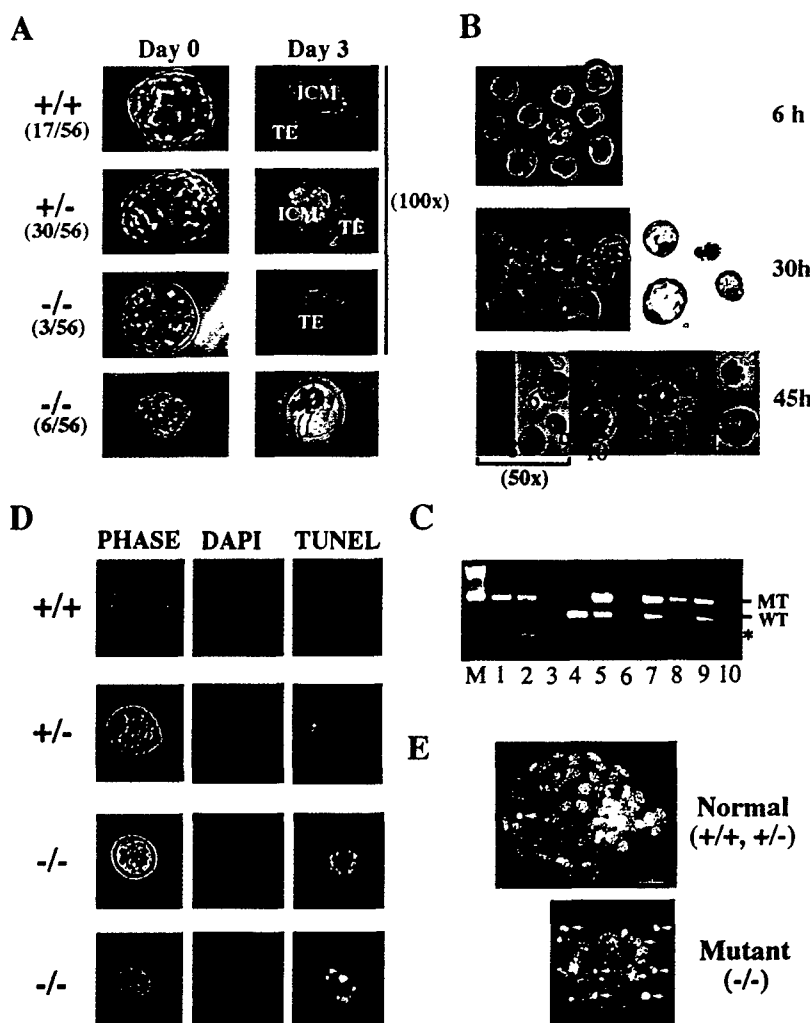 A
Day 0 Day 3
+/+
(17/56)
ICM
TE
+/-
(30/56)
ICM
TE
(100x)
-/-
(3/56)
TE
-/-
(6/56)
B
6 h
30h
45h
10
(50x)
D
PHASE DAPI TUNEL
+/+
+/-
-/-
-/-
C
MT
WT
*
M 1 2 3 4 5 6 7 8 9 10
E
Normal
(+/+, +/-)
Mutant
(-/-)